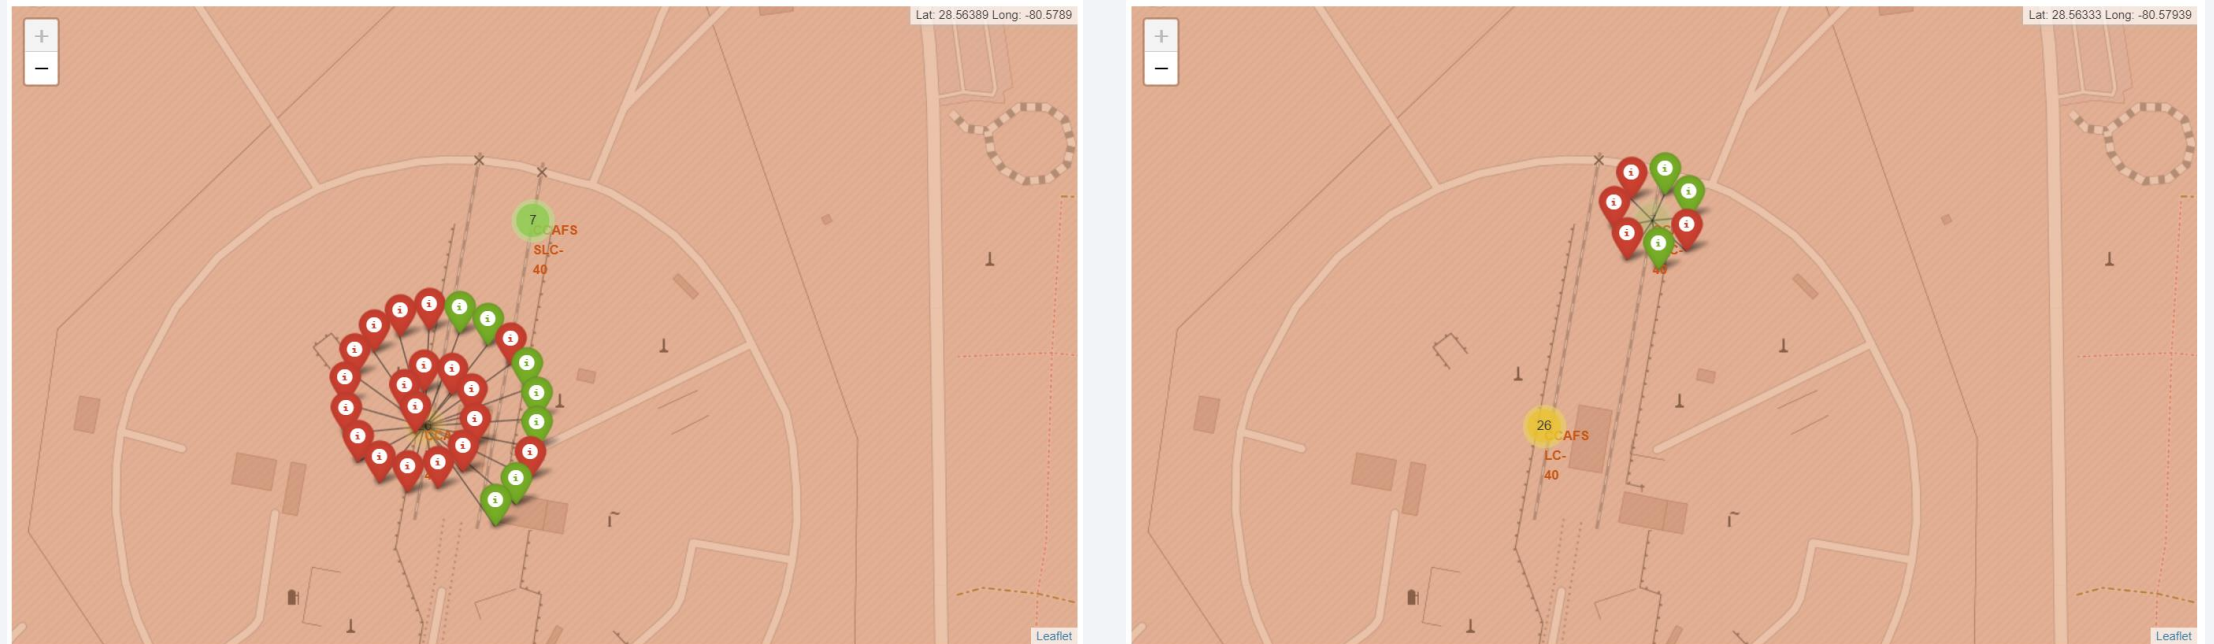 +
−
Lat: 28.56389 Long: -80.5789
7
CCAFS
SLC-
40
Leaflet
+
−
Lat: 28.56333 Long: -80.57939
40
26
CCAFS
LC-
40
Leaflet